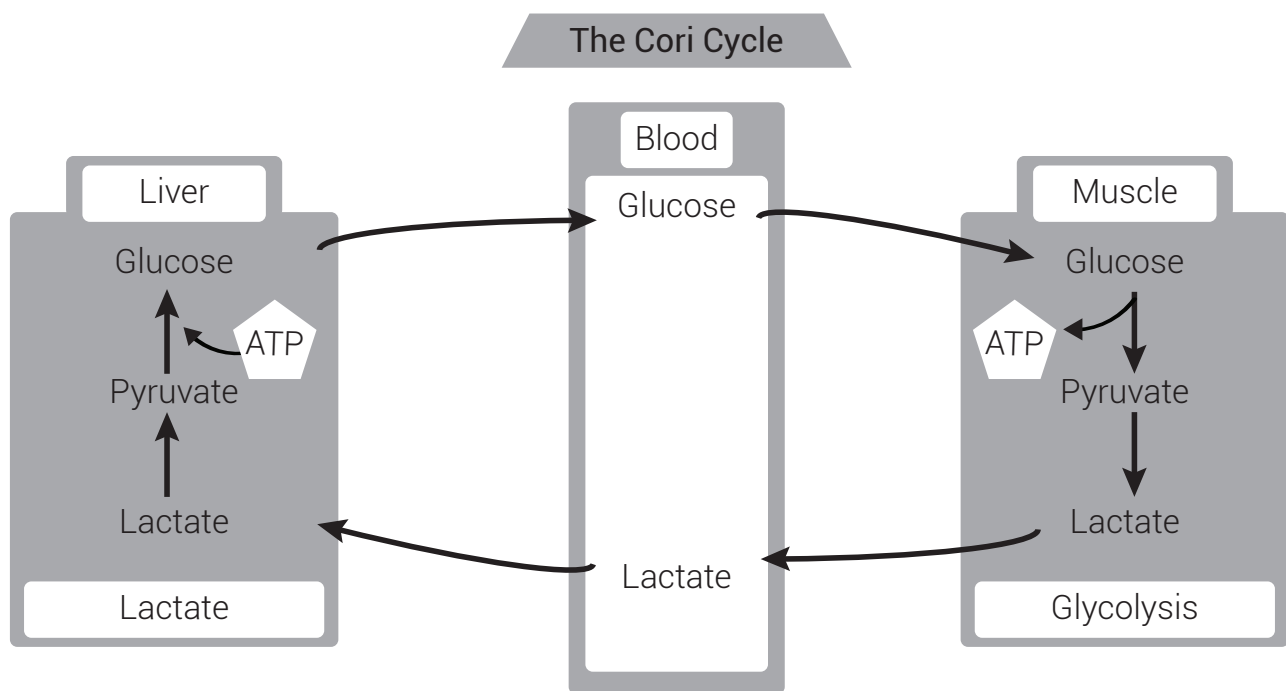 The Cori Cycle
Blood
Liver
Muscle
Glucose
Glucose
Glucose
ATP
ATP
Pyruvate
Pyruvate
Lactate
Lactate
Lactate
Lactate
Glycolysis